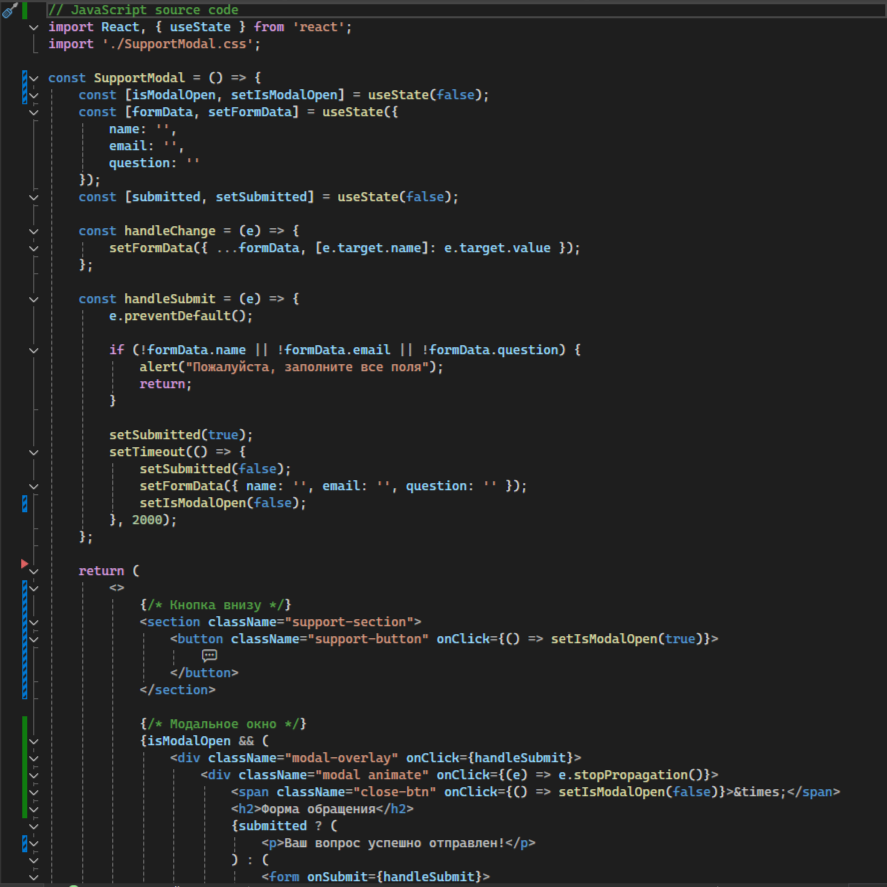 // JavaScript source code
import React, { useState } from 'react';
import './SupportModal.css';
const SupportModal = () => {
const [isModalOpen, setIsModalOpen] = useState(false);
const [formData, setFormData] = useState({
name: '',
email: '',
question: ''
});
const [submitted, setSubmitted] = useState(false);
const handleChange = (e) => {
setFormData({ ...formData, [e.target.name]: e.target.value });
};
const handleSubmit = (e) => {
e.preventDefault();
if (!formData.name || !formData.email || !formData.question) {
alert("Пожалуйста, заполните все поля");
return;
}
setSubmitted(true);
setTimeout(() => {
setSubmitted(false);
setFormData({ name: '', email: '', question: '' });
setIsModalOpen(false);
}, 2000);
};
return (
<>
{/* Кнопка внизу */}
<section className="support-section">
<button className="support-button" onClick={() => setIsModalOpen(true)}>
💬
</button>
</section>
{/* Модальное окно */}
{isModalOpen && (
<div className="modal-overlay" onClick={handleSubmit}>
<div className="modal animate" onClick={(e) => e.stopPropagation()}>
<span className="close-btn" onClick={() => setIsModalOpen(false)}>&times;</span>
<h2>Форма обращения</h2>
{submitted ? (
<p>Ваш вопрос успешно отправлен!</p>
) : (
<form onSubmit={handleSubmit}>